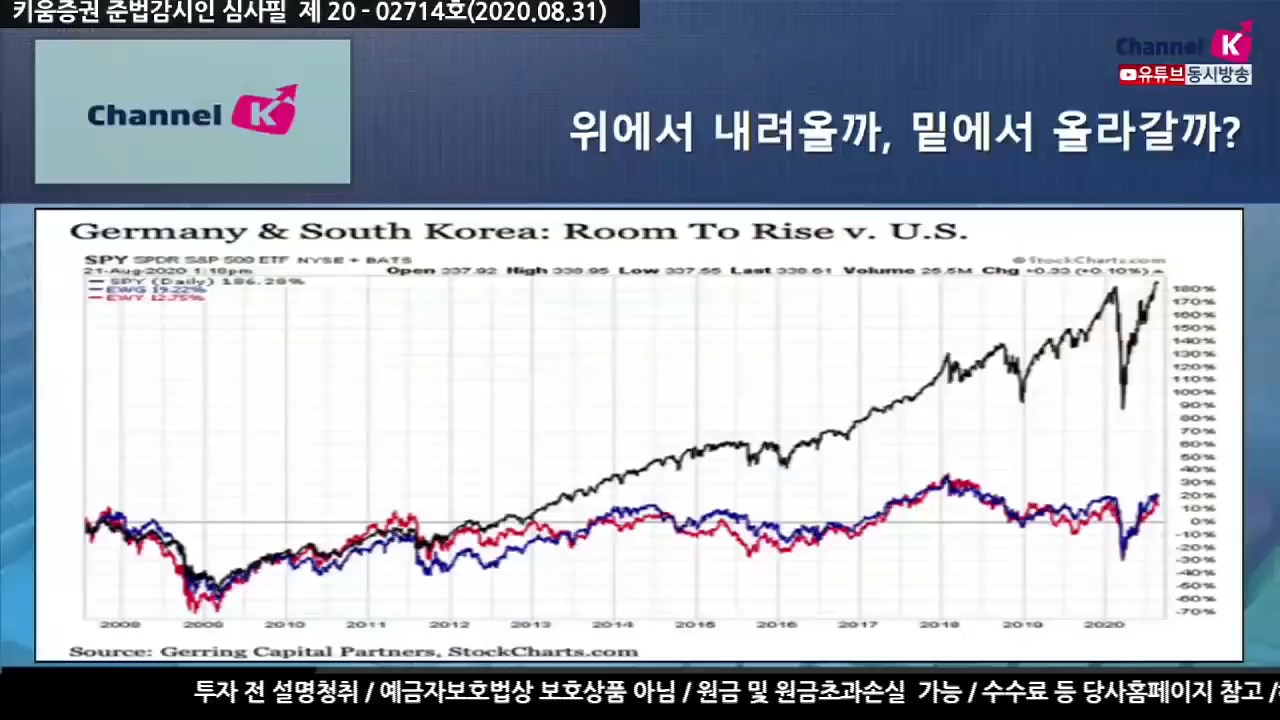 키움증권 준법감시인 심사필 제 20 - 02714호(2020.08.31)
Channel K
Channel K
유튜브 동시방송
위에서 내려올까, 밑에서 올라갈까?
Germany & South Korea: Room To Rise v. U.S.
SPY SPDR S&P 500 ETF NYSE + BATS
© StockCharts.com
21-Aug-2020 1:18pm
Open 337.92 High 338.95 Low 337.55 Last 338.61 Volume 25.5M Chg +0.33 (+0.10%)
SPY (Daily) 186.28%
EWG 19.22%
EWY 12.75%
180%
170%
160%
150%
140%
130%
120%
110%
100%
90%
80%
70%
60%
50%
40%
30%
20%
10%
0%
-10%
-20%
-30%
-40%
-50%
-60%
-70%
2008 2009 2010 2011 2012 2013 2014 2015 2016 2017 2018 2019 2020
Source: Gerring Capital Partners, StockCharts.com
투자 전 설명청취 / 예금자보호법상 보호상품 아님 / 원금 및 원금초과손실 가능 / 수수료 등 당사홈페이지 참고 /